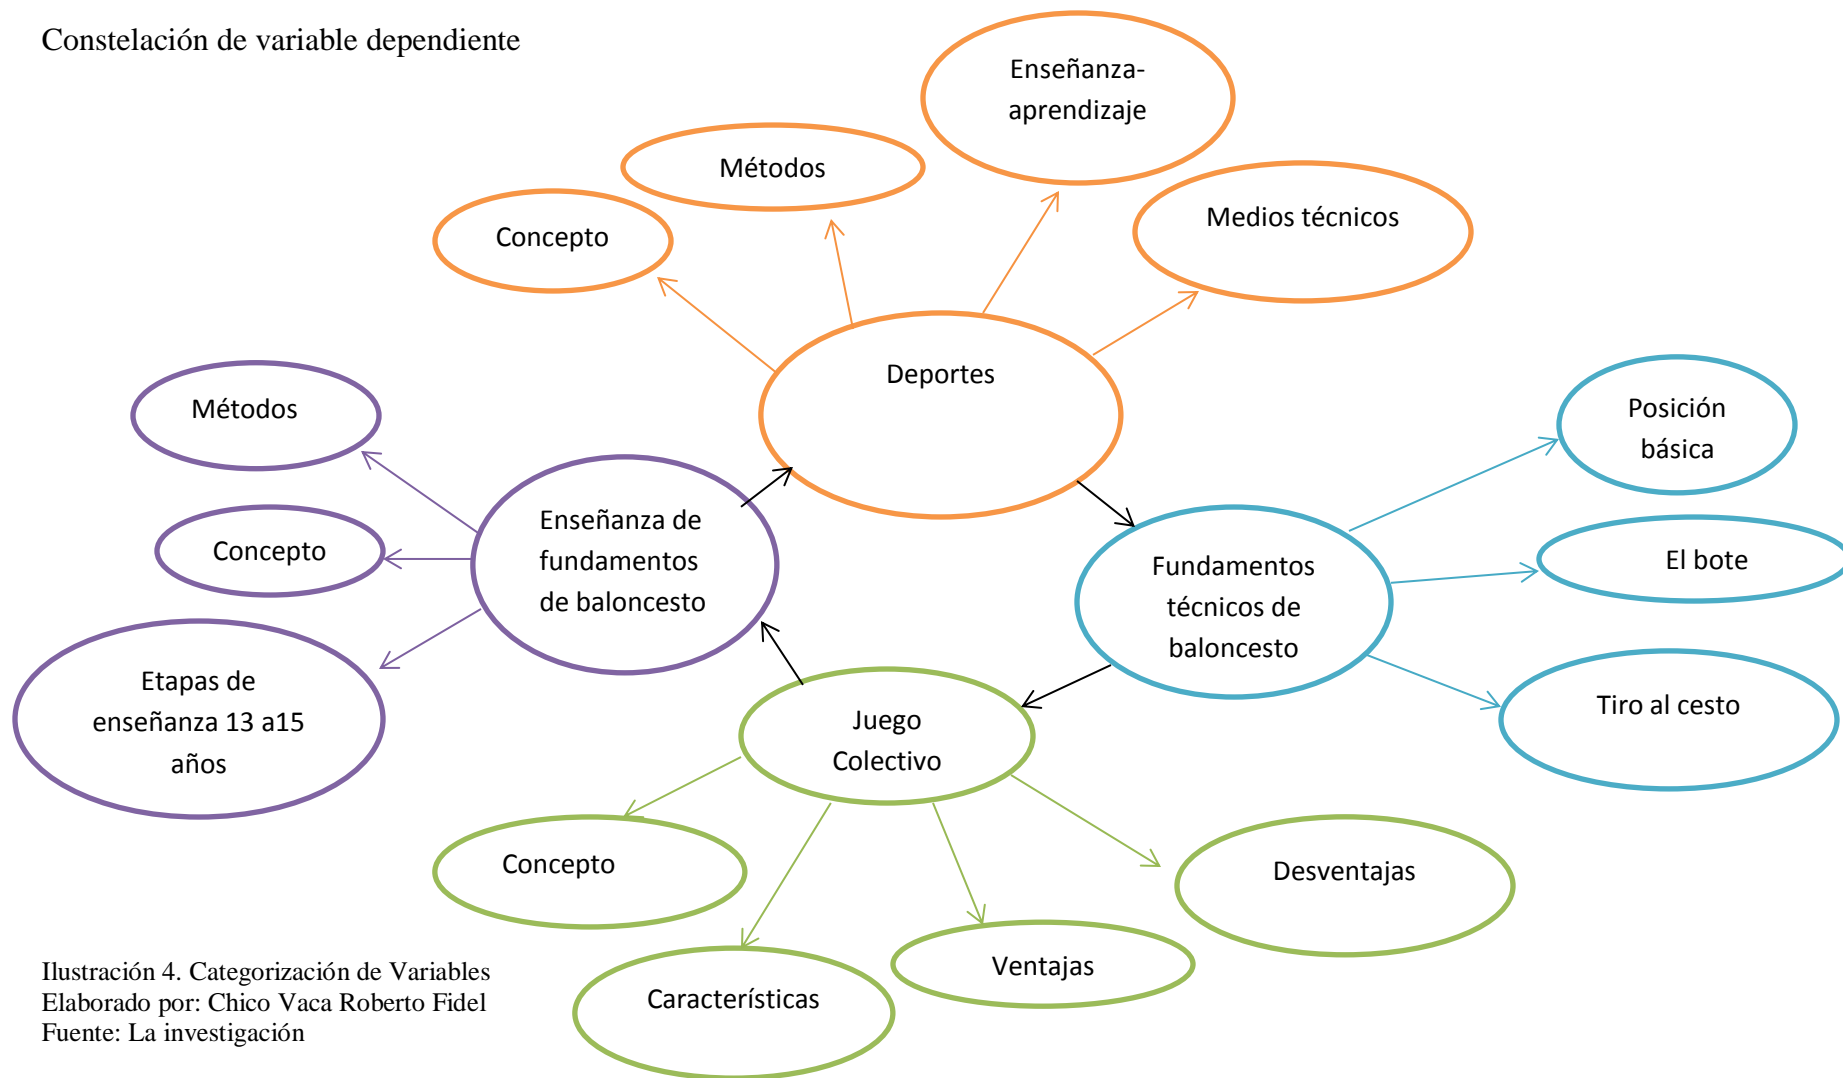 Constelación de variable dependiente
Enseñanza-
aprendizaje
Métodos
Concepto
Medios técnicos
Deportes
Métodos
Concepto
Etapas de
enseñanza 13 a15
años
Enseñanza de
fundamentos
de baloncesto
Fundamentos
técnicos de
baloncesto
Posición
básica
El bote
Tiro al cesto
Juego
Colectivo
Concepto
Características
Ventajas
Desventajas
Ilustración 4. Categorización de Variables
Elaborado por: Chico Vaca Roberto Fidel
Fuente: La investigación